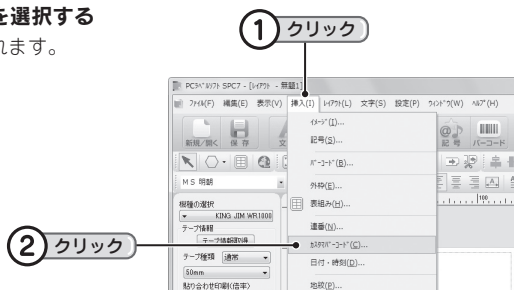 を選択する
れます。
① クリック
PCラベルソフト SPC7 - [レイアウト - 無題1]
ファイル(F) 編集(E) 表示(V) 挿入(I) レイアウト(L) 文字(S) 設定(P) ウィンドウ(W) ヘルプ(H)
イメージ(I)...
新規/開く 保 存 文 記号(S)... 記 号 バーコード
バーコード(B)...
MS 明朝 外枠(E)...
表組み(H)...
機種の選択
KING JIM WR1000 連番(N)...
100
テープ情報
テープ情報取得
② クリック カスタムバーコード(C)...
テープ種類 通常 日付・時刻(D)...
50mm
貼り合わせ印刷(倍率) 地紋(P)...